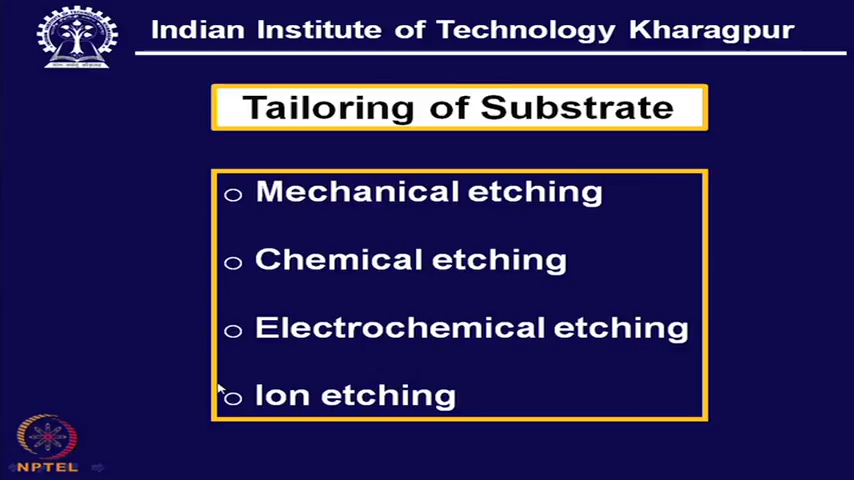 Indian Institute of Technology Kharagpur
Tailoring of Substrate
Mechanical etching
Chemical etching
Electrochemical etching
Ion etching
NPTEL